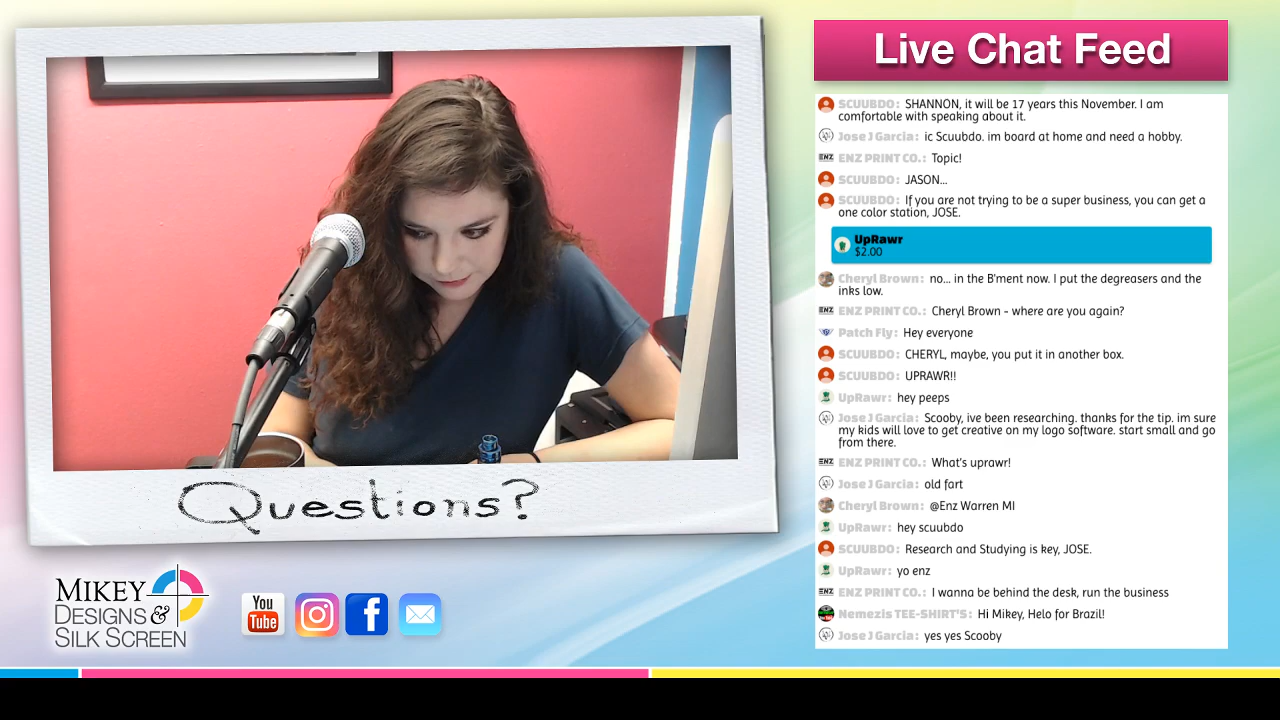 Live Chat Feed
SCUUBDO: SHANNON, it will be 17 years this November. I am
comfortable with speaking about it.
Jose J Garcia: ic Scuubdo. im board at home and need a hobby.
ENZ ENZ PRINT CO.: Topic!
SCUUBDO: JASON...
SCUUBDO: If you are not trying to be a super business, you can get a
one color station, JOSE.
UpRawr
$2.00
Cheryl Brown: no... in the B'ment now. I put the degreasers and the
inks low.
ENZ ENZ PRINT CO.: Cheryl Brown - where are you again?
Patch Fly: Hey everyone
SCUUBDO: CHERYL, maybe, you put it in another box.
SCUUBDO: UPRAWR!!
UpRawr: hey peeps
Jose J Garcia: Scooby, ive been researching. thanks for the tip. im sure
my kids will love to get creative on my logo software. start small and go
from there.
ENZ ENZ PRINT CO.: What's uprawr!
Jose J Garcia: old fart
Cheryl Brown: @Enz Warren MI
UpRawr: hey scuubdo
SCUUBDO: Research and Studying is key, JOSE.
UpRawr: yo enz
ENZ ENZ PRINT CO.: I wanna be behind the desk, run the business
Nemezis TEE-SHIRT'S: Hi Mikey, Helo for Brazil!
Jose J Garcia: yes yes Scooby
Questions?
MIKEY
DESIGNS &
SILK SCREEN
You
Tube